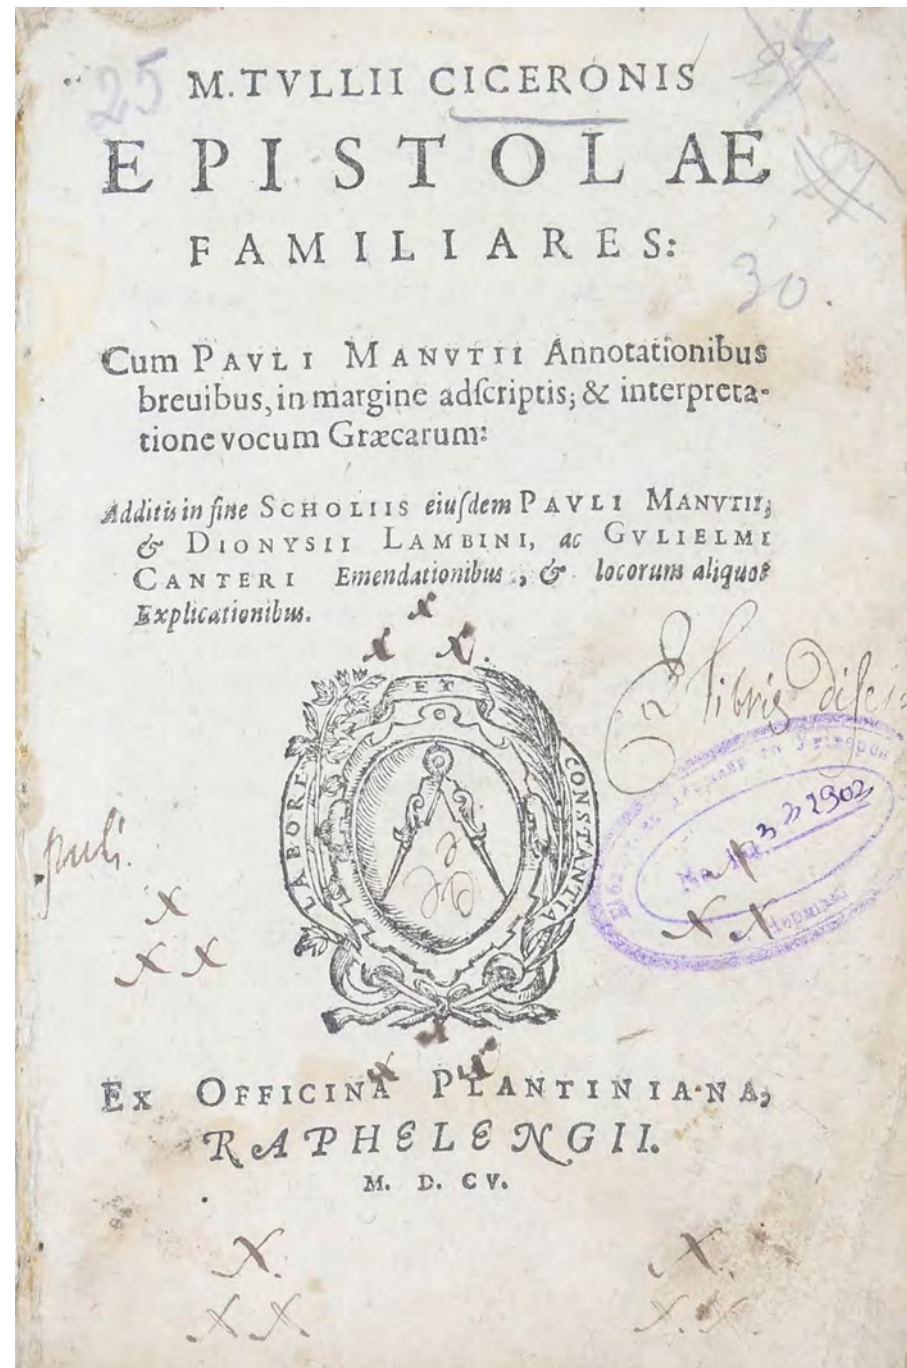 25
M. TVLLII CICERONIS
EPISTOLAE
FAMILIARES:
30.
Cum PAVLI MANVTII Annotationibus
breuibus, in margine adſcriptis; & interpreta-
tione vocum Græcarum:
Additis in fine SCHOLIIS eiuſdem PAVLI MANVTII;
& DIONYSII LAMBINI, ac GVLIELMI
CANTERI Emendationibus, & locorum aliquot
Explicationibus.
x
x x.
ET
LABORE
CONSTANTIA
libris
pauli.
x
x x
x
x x
x
x x
EX OFFICINA PLANTINIANA,
RAPHELENGII.
M. D. CV.
X.
X X.
X.
X. X.